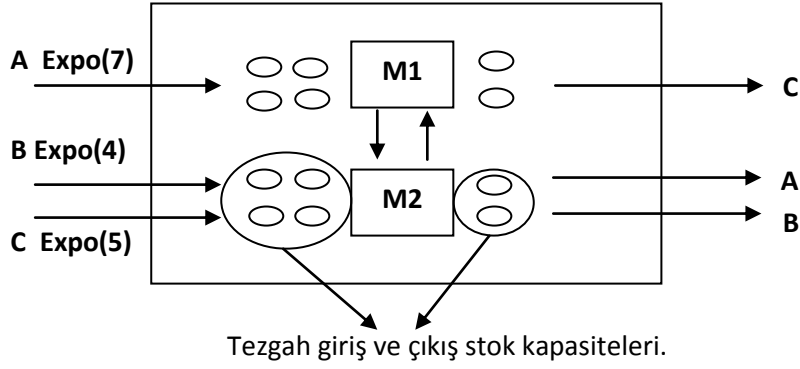 A Expo(7)
M1
C
B Expo(4)
M2
A
B
C Expo(5)
Tezgah giriş ve çıkış stok kapasiteleri.